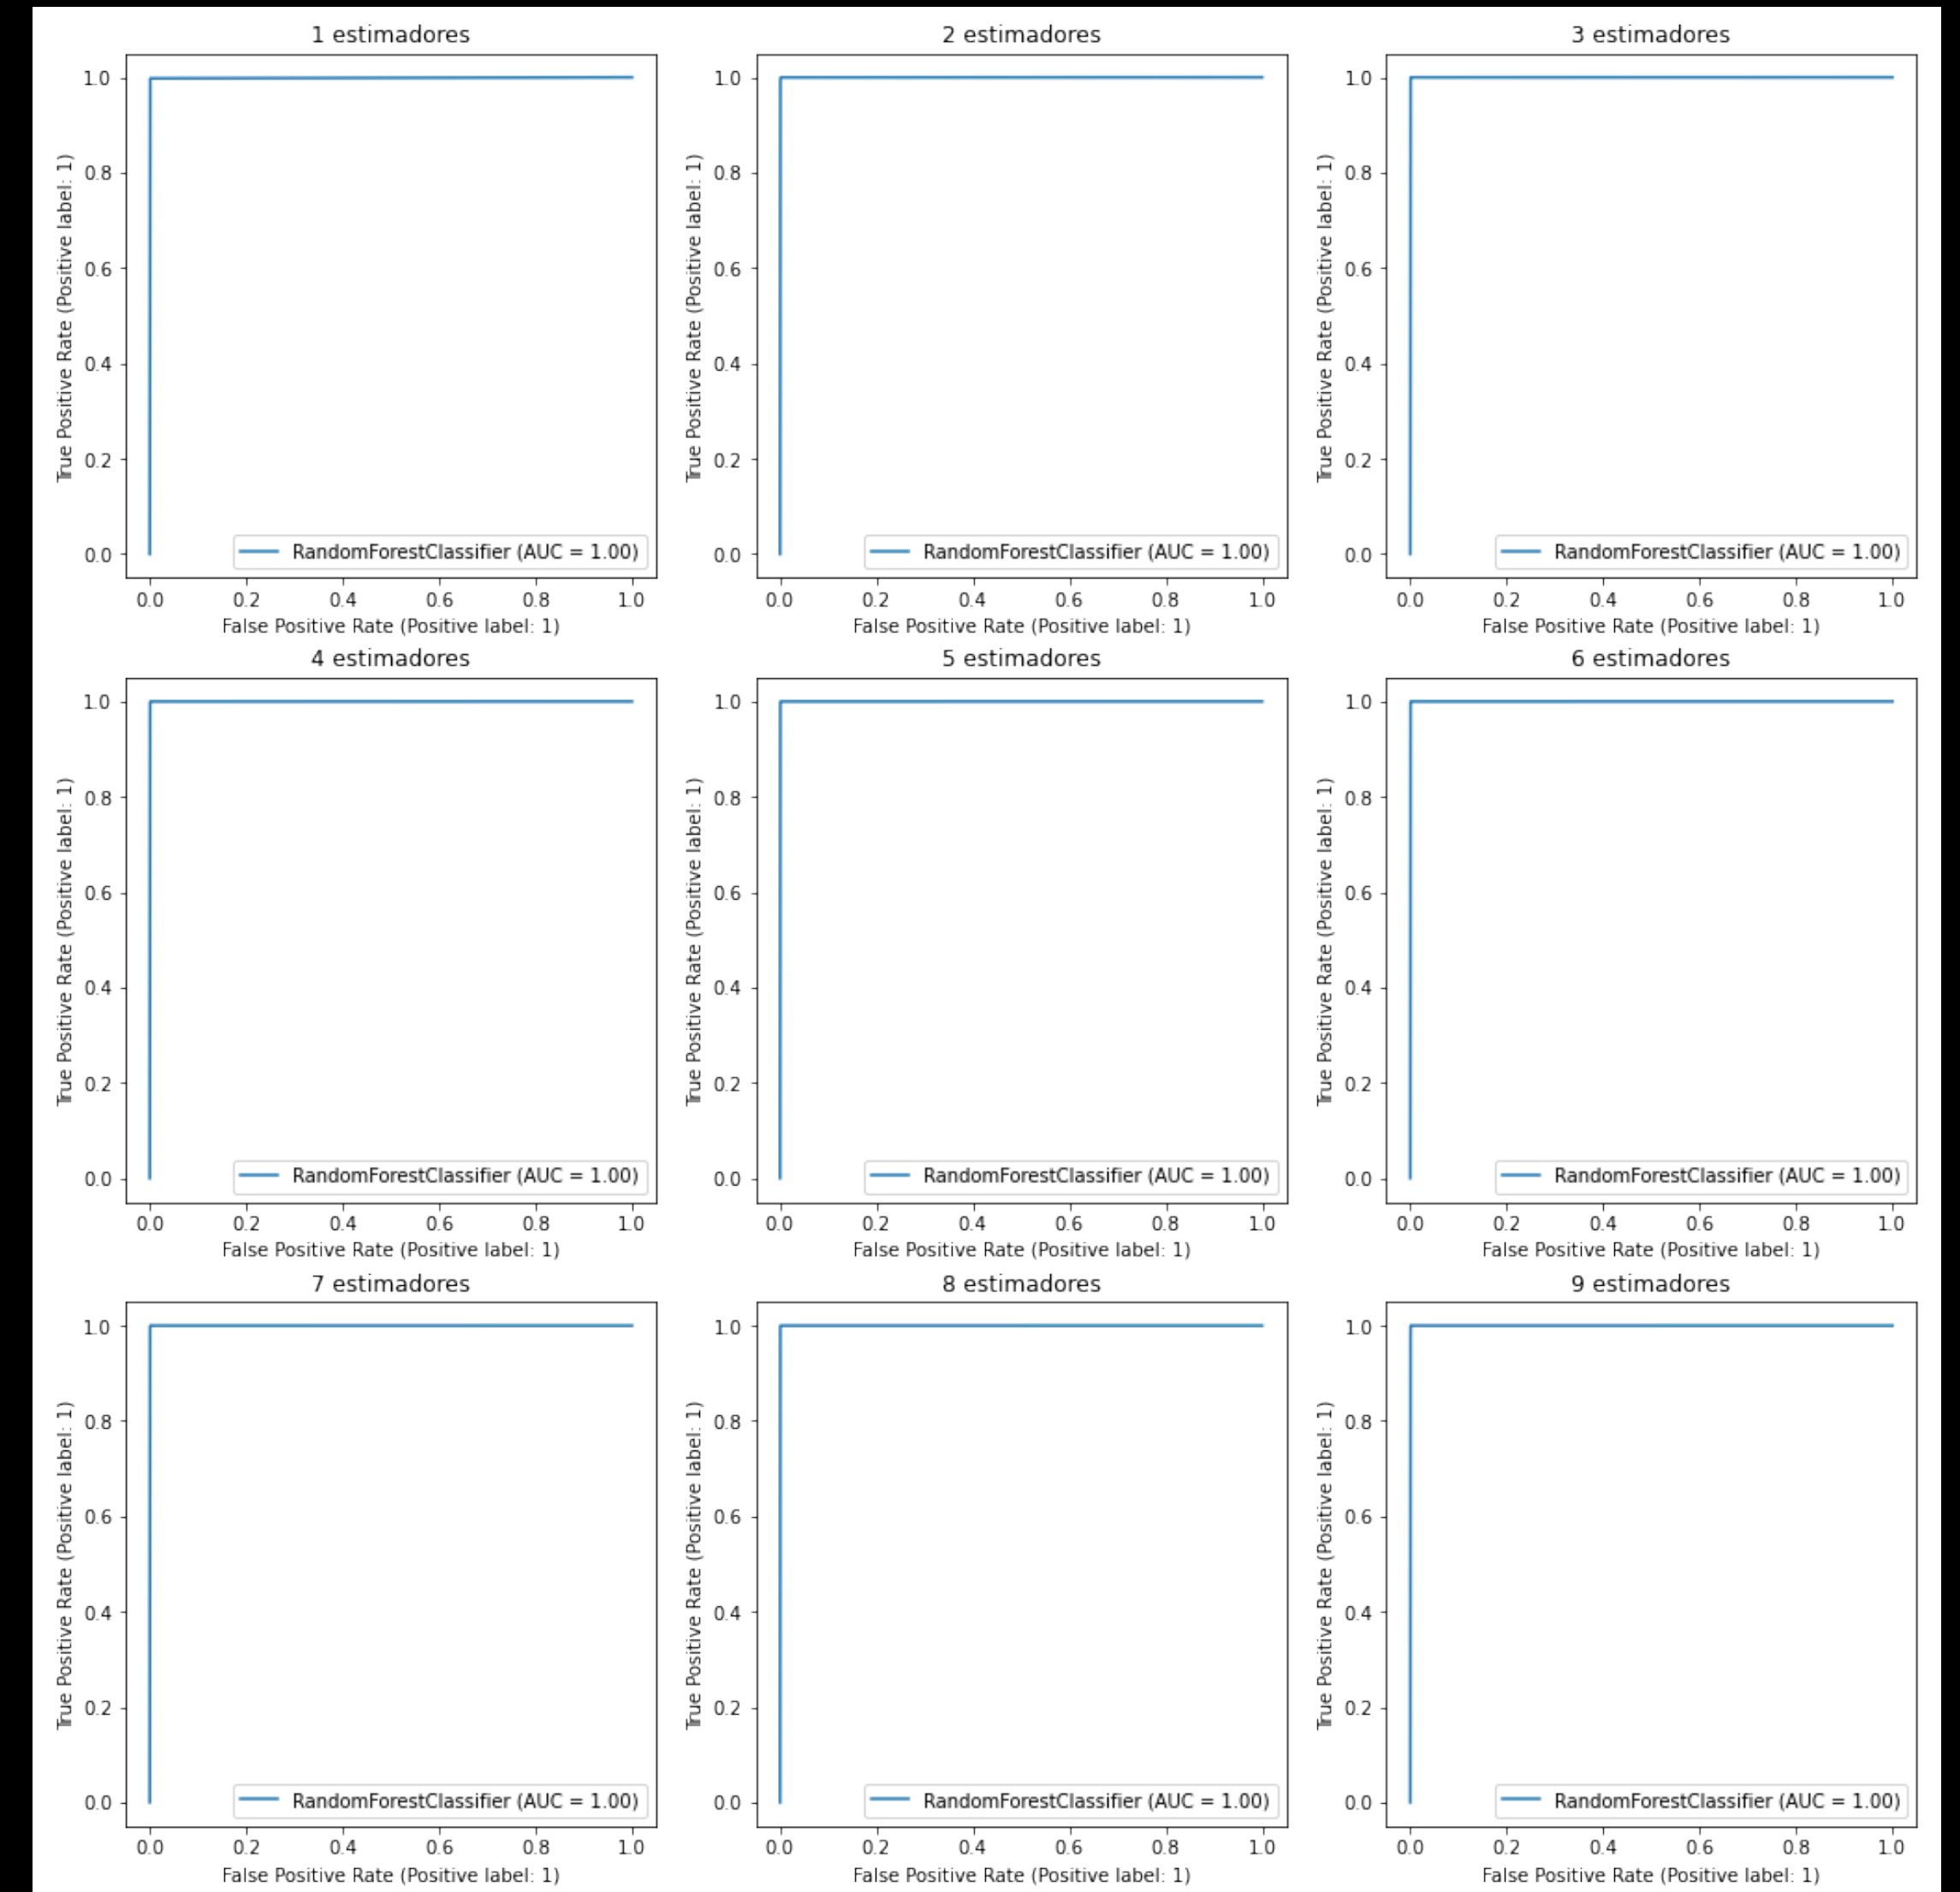 1 estimadores
True Positive Rate (Positive label: 1)
1.0
0.8
0.6
0.4
0.2
0.0
RandomForestClassifier (AUC = 1.00)
0.0 0.2 0.4 0.6 0.8 1.0
False Positive Rate (Positive label: 1)
2 estimadores
True Positive Rate (Positive label: 1)
1.0
0.8
0.6
0.4
0.2
0.0
RandomForestClassifier (AUC = 1.00)
0.0 0.2 0.4 0.6 0.8 1.0
False Positive Rate (Positive label: 1)
3 estimadores
True Positive Rate (Positive label: 1)
1.0
0.8
0.6
0.4
0.2
0.0
RandomForestClassifier (AUC = 1.00)
0.0 0.2 0.4 0.6 0.8 1.0
False Positive Rate (Positive label: 1)
4 estimadores
True Positive Rate (Positive label: 1)
1.0
0.8
0.6
0.4
0.2
0.0
RandomForestClassifier (AUC = 1.00)
0.0 0.2 0.4 0.6 0.8 1.0
False Positive Rate (Positive label: 1)
5 estimadores
True Positive Rate (Positive label: 1)
1.0
0.8
0.6
0.4
0.2
0.0
RandomForestClassifier (AUC = 1.00)
0.0 0.2 0.4 0.6 0.8 1.0
False Positive Rate (Positive label: 1)
6 estimadores
True Positive Rate (Positive label: 1)
1.0
0.8
0.6
0.4
0.2
0.0
RandomForestClassifier (AUC = 1.00)
0.0 0.2 0.4 0.6 0.8 1.0
False Positive Rate (Positive label: 1)
7 estimadores
True Positive Rate (Positive label: 1)
1.0
0.8
0.6
0.4
0.2
0.0
RandomForestClassifier (AUC = 1.00)
0.0 0.2 0.4 0.6 0.8 1.0
False Positive Rate (Positive label: 1)
8 estimadores
True Positive Rate (Positive label: 1)
1.0
0.8
0.6
0.4
0.2
0.0
RandomForestClassifier (AUC = 1.00)
0.0 0.2 0.4 0.6 0.8 1.0
False Positive Rate (Positive label: 1)
9 estimadores
True Positive Rate (Positive label: 1)
1.0
0.8
0.6
0.4
0.2
0.0
RandomForestClassifier (AUC = 1.00)
0.0 0.2 0.4 0.6 0.8 1.0
False Positive Rate (Positive label: 1)